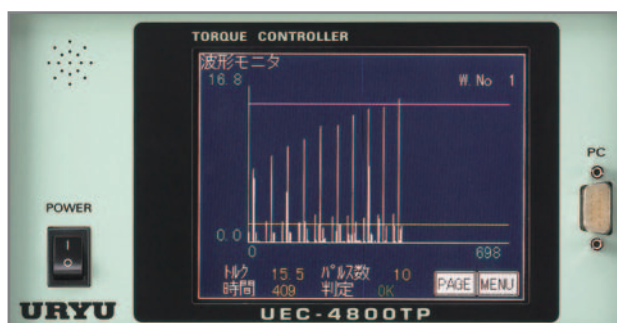 TORQUE CONTROLLER
波形モニタ
16.8
W.No 1
PC
POWER
0.0
0
698
トルク 15.5 パルス数 10
時間 409 判定 OK
PAGE MENU
I
O
URYU
UEC-4800TP